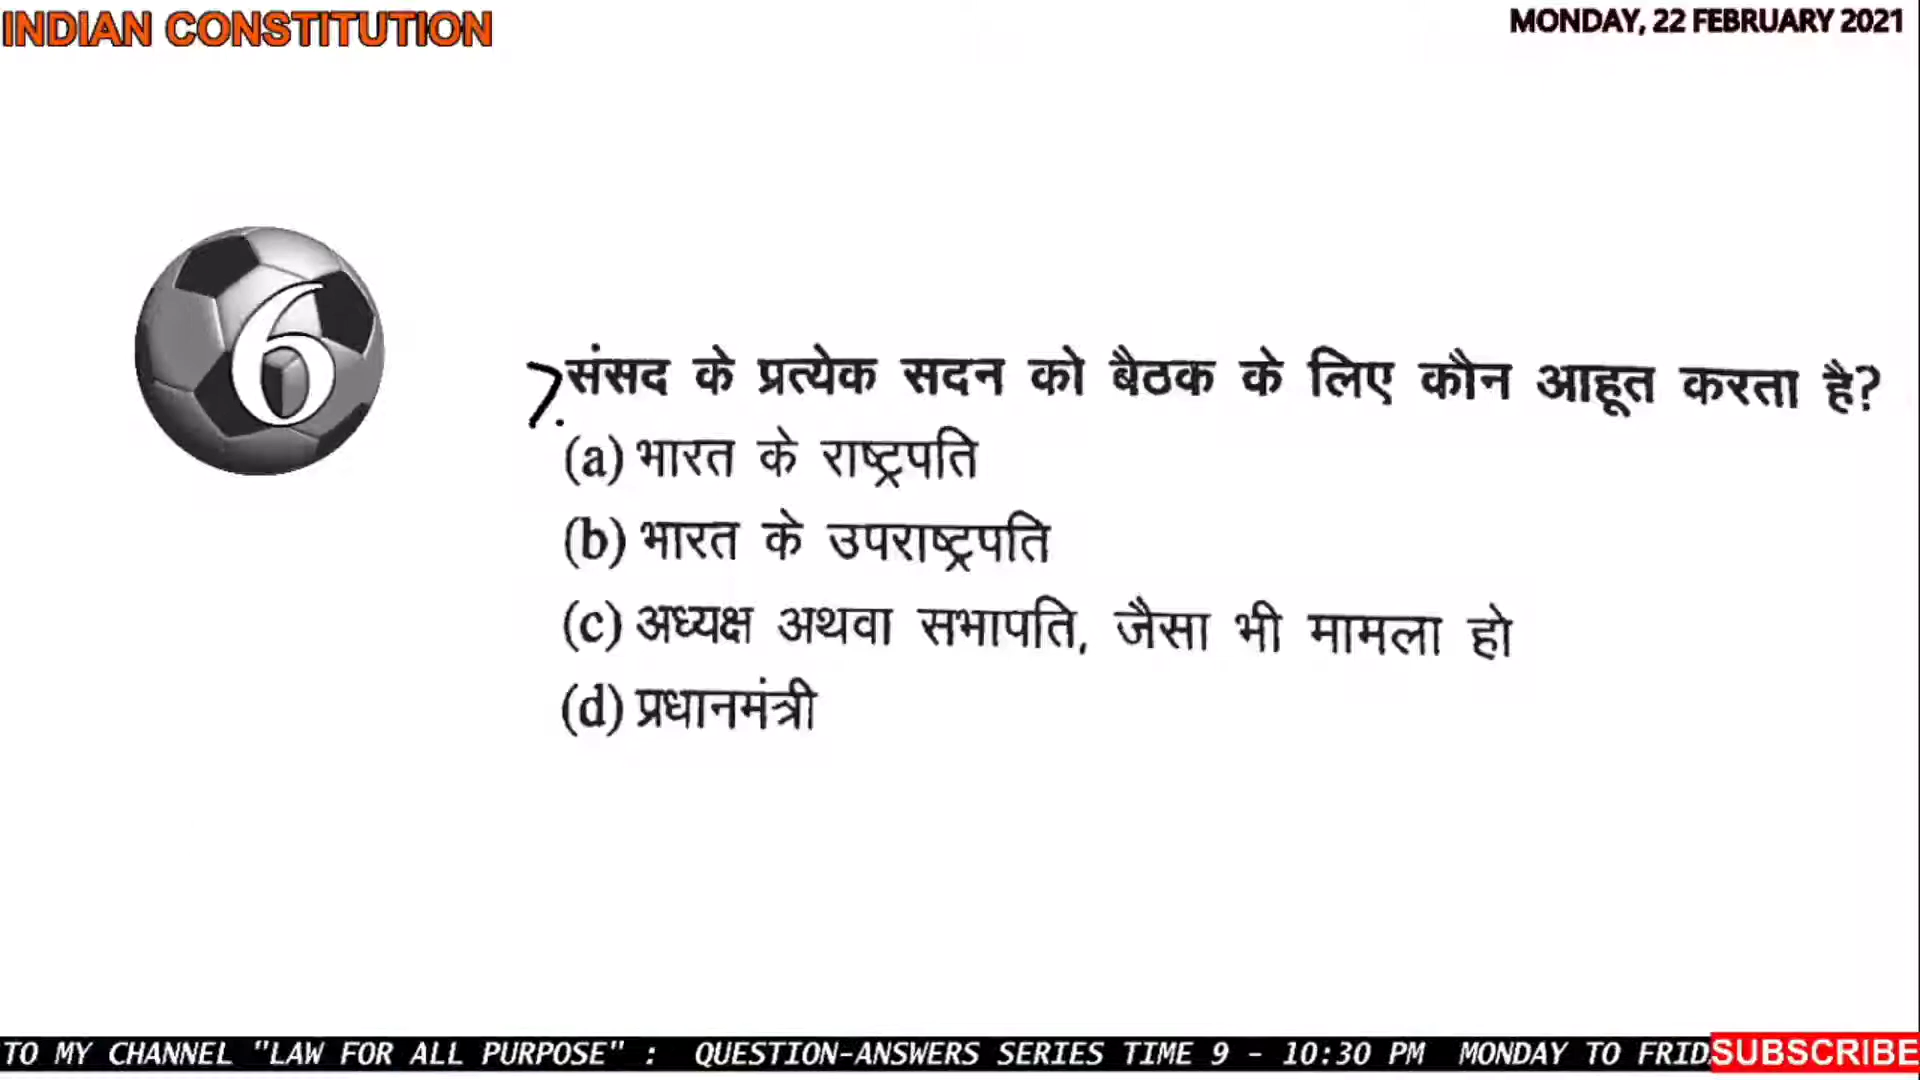 INDIAN CONSTITUTION
MONDAY, 22 FEBRUARY 2021
6
7. संसद के प्रत्येक सदन को बैठक के लिए कौन आहूत करता है?
(a) भारत के राष्ट्रपति
(b) भारत के उपराष्ट्रपति
(c) अध्यक्ष अथवा सभापति, जैसा भी मामला हो
(d) प्रधानमंत्री
TO MY CHANNEL "LAW FOR ALL PURPOSE" : QUESTION-ANSWERS SERIES TIME 9 - 10:30 PM MONDAY TO FRID
SUBSCRIBE